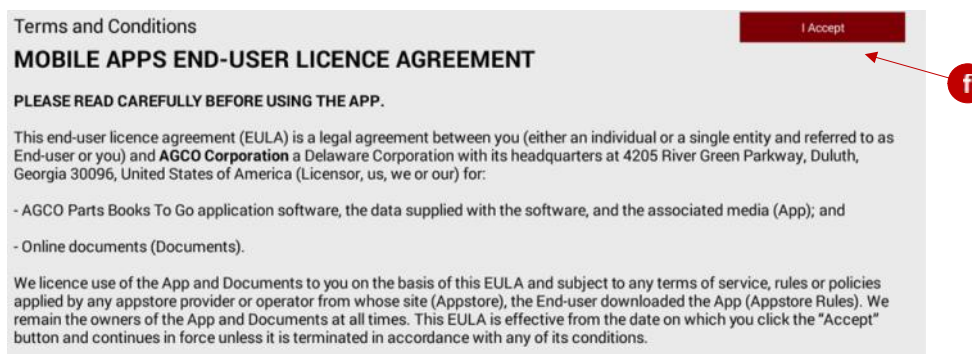 Terms and Conditions
I Accept
MOBILE APPS END-USER LICENCE AGREEMENT
PLEASE READ CAREFULLY BEFORE USING THE APP.
This end-user licence agreement (EULA) is a legal agreement between you (either an individual or a single entity and referred to as
End-user or you) and AGCO Corporation a Delaware Corporation with its headquarters at 4205 River Green Parkway, Duluth,
Georgia 30096, United States of America (Licensor, us, we or our) for:
- AGCO Parts Books To Go application software, the data supplied with the software, and the associated media (App); and
- Online documents (Documents).
We licence use of the App and Documents to you on the basis of this EULA and subject to any terms of service, rules or policies
applied by any appstore provider or operator from whose site (Appstore), the End-user downloaded the App (Appstore Rules). We
remain the owners of the App and Documents at all times. This EULA is effective from the date on which you click the “Accept”
button and continues in force unless it is terminated in accordance with any of its conditions.
f